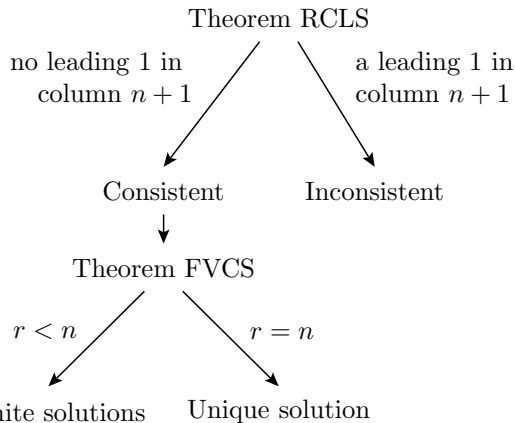 Theorem RCLS
no leading 1 in
column n + 1
a leading 1 in
column n + 1
Consistent
Inconsistent
Theorem FVCS
r < n
r = n
nite solutions
Unique solution